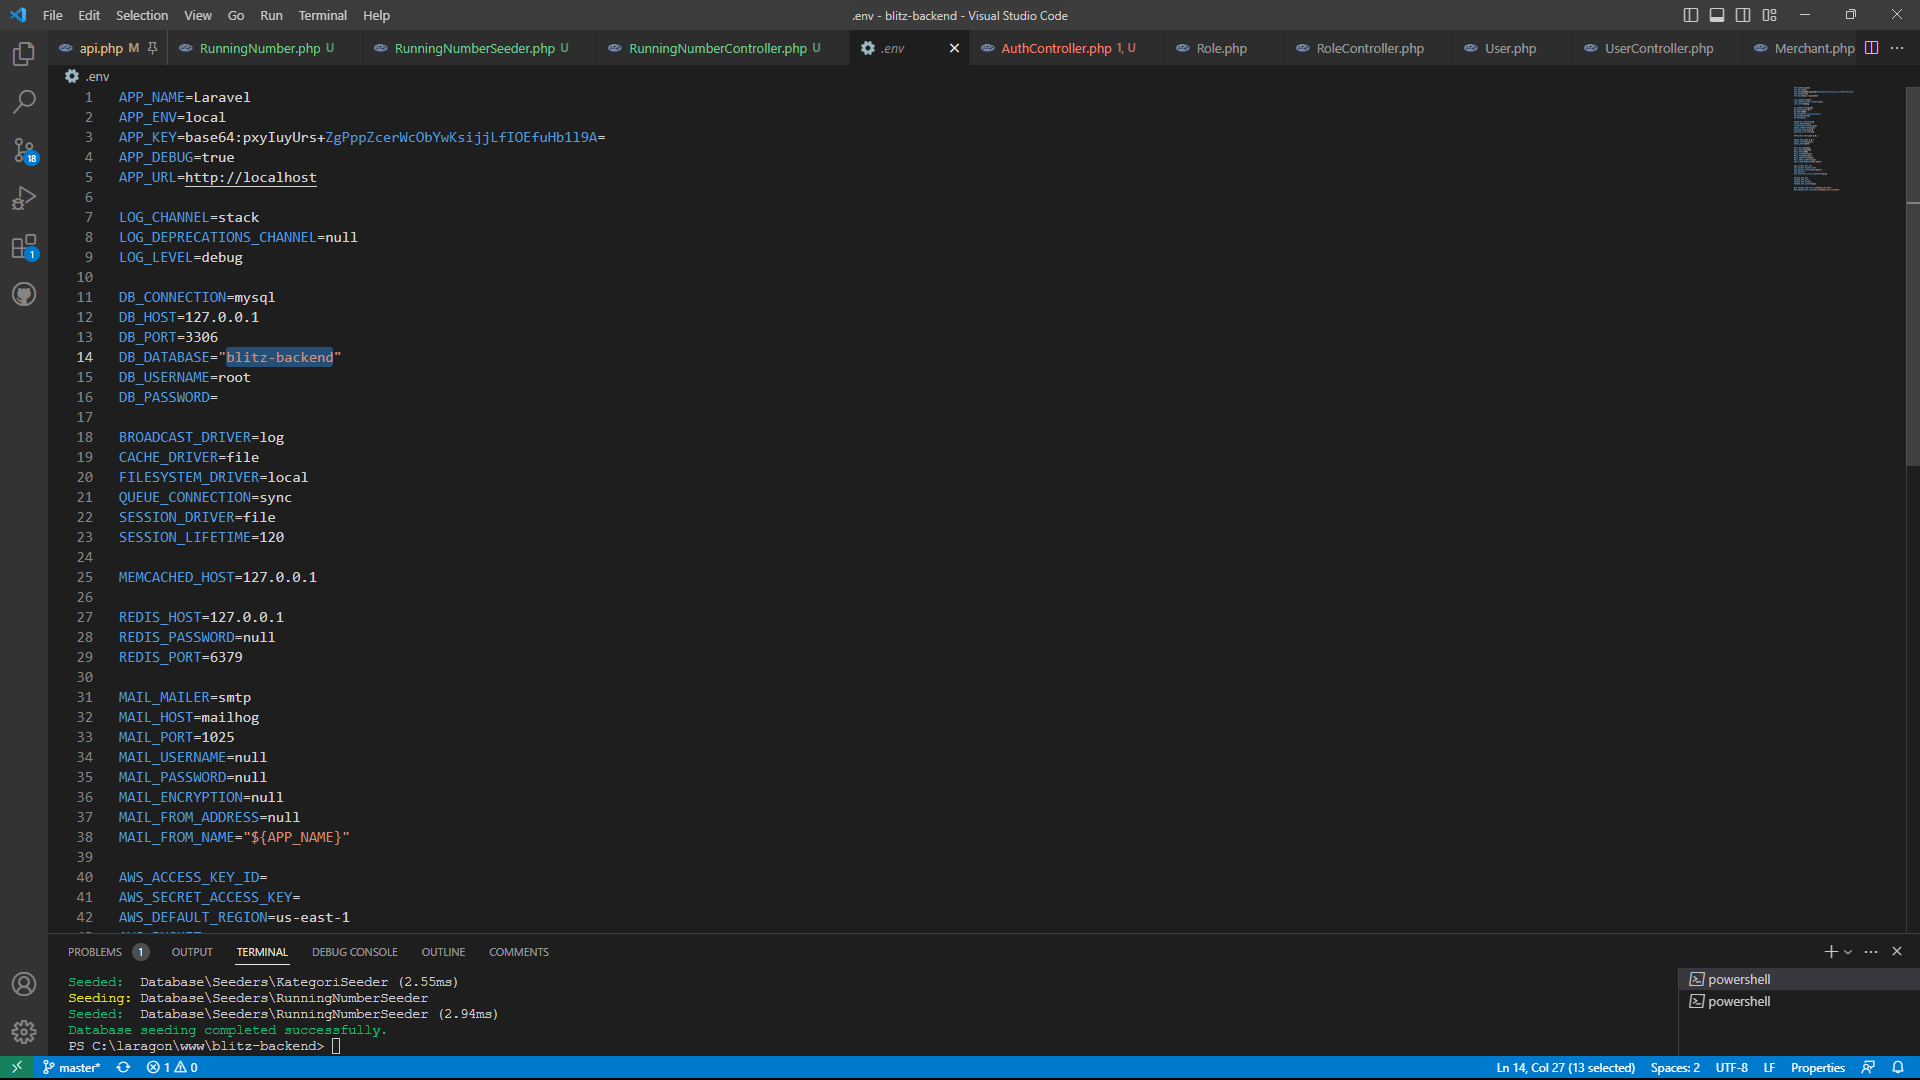 File Edit Selection View Go Run Terminal Help
.env - blitz-backend - Visual Studio Code
api.php M
RunningNumber.php U
RunningNumberSeeder.php U
RunningNumberController.php U
.env
AuthController.php 1, U
Role.php
RoleController.php
User.php
UserController.php
Merchant.php
.env
1 APP_NAME=Laravel
2 APP_ENV=local
3 APP_KEY=base64:pxyIuyUrs+ZgPppZcerWcObYwKsijjLfIOEfuHb1l9A=
4 APP_DEBUG=true
5 APP_URL=http://localhost
6
7 LOG_CHANNEL=stack
8 LOG_DEPRECATIONS_CHANNEL=null
9 LOG_LEVEL=debug
10
11 DB_CONNECTION=mysql
12 DB_HOST=127.0.0.1
13 DB_PORT=3306
14 DB_DATABASE="blitz-backend"
15 DB_USERNAME=root
16 DB_PASSWORD=
17
18 BROADCAST_DRIVER=log
19 CACHE_DRIVER=file
20 FILESYSTEM_DRIVER=local
21 QUEUE_CONNECTION=sync
22 SESSION_DRIVER=file
23 SESSION_LIFETIME=120
24
25 MEMCACHED_HOST=127.0.0.1
26
27 REDIS_HOST=127.0.0.1
28 REDIS_PASSWORD=null
29 REDIS_PORT=6379
30
31 MAIL_MAILER=smtp
32 MAIL_HOST=mailhog
33 MAIL_PORT=1025
34 MAIL_USERNAME=null
35 MAIL_PASSWORD=null
36 MAIL_ENCRYPTION=null
37 MAIL_FROM_ADDRESS=null
38 MAIL_FROM_NAME="${APP_NAME}"
39
40 AWS_ACCESS_KEY_ID=
41 AWS_SECRET_ACCESS_KEY=
42 AWS_DEFAULT_REGION=us-east-1
18
1
PROBLEMS 1 OUTPUT TERMINAL DEBUG CONSOLE OUTLINE COMMENTS
Seeded: Database\Seeders\KategoriSeeder (2.55ms)
Seeding: Database\Seeders\RunningNumberSeeder
Seeded: Database\Seeders\RunningNumberSeeder (2.94ms)
Database seeding completed successfully.
PS C:\laragon\www\blitz-backend>
powershell
powershell
master* 1 0
Ln 14, Col 27 (13 selected) Spaces: 2 UTF-8 LF Properties